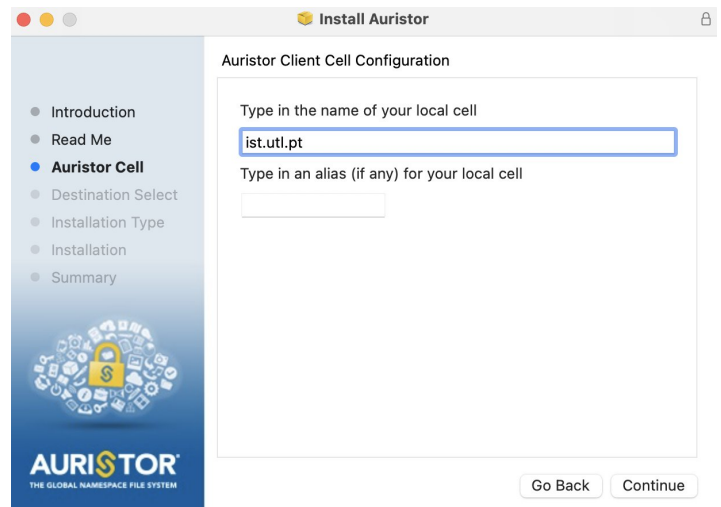 Install Auristor
Auristor Client Cell Configuration
Introduction
Read Me
Auristor Cell
Destination Select
Installation Type
Installation
Summary
Type in the name of your local cell
ist.utl.pt
Type in an alias (if any) for your local cell
AURISTOR
THE GLOBAL NAMESPACE FILE SYSTEM
Go Back
Continue